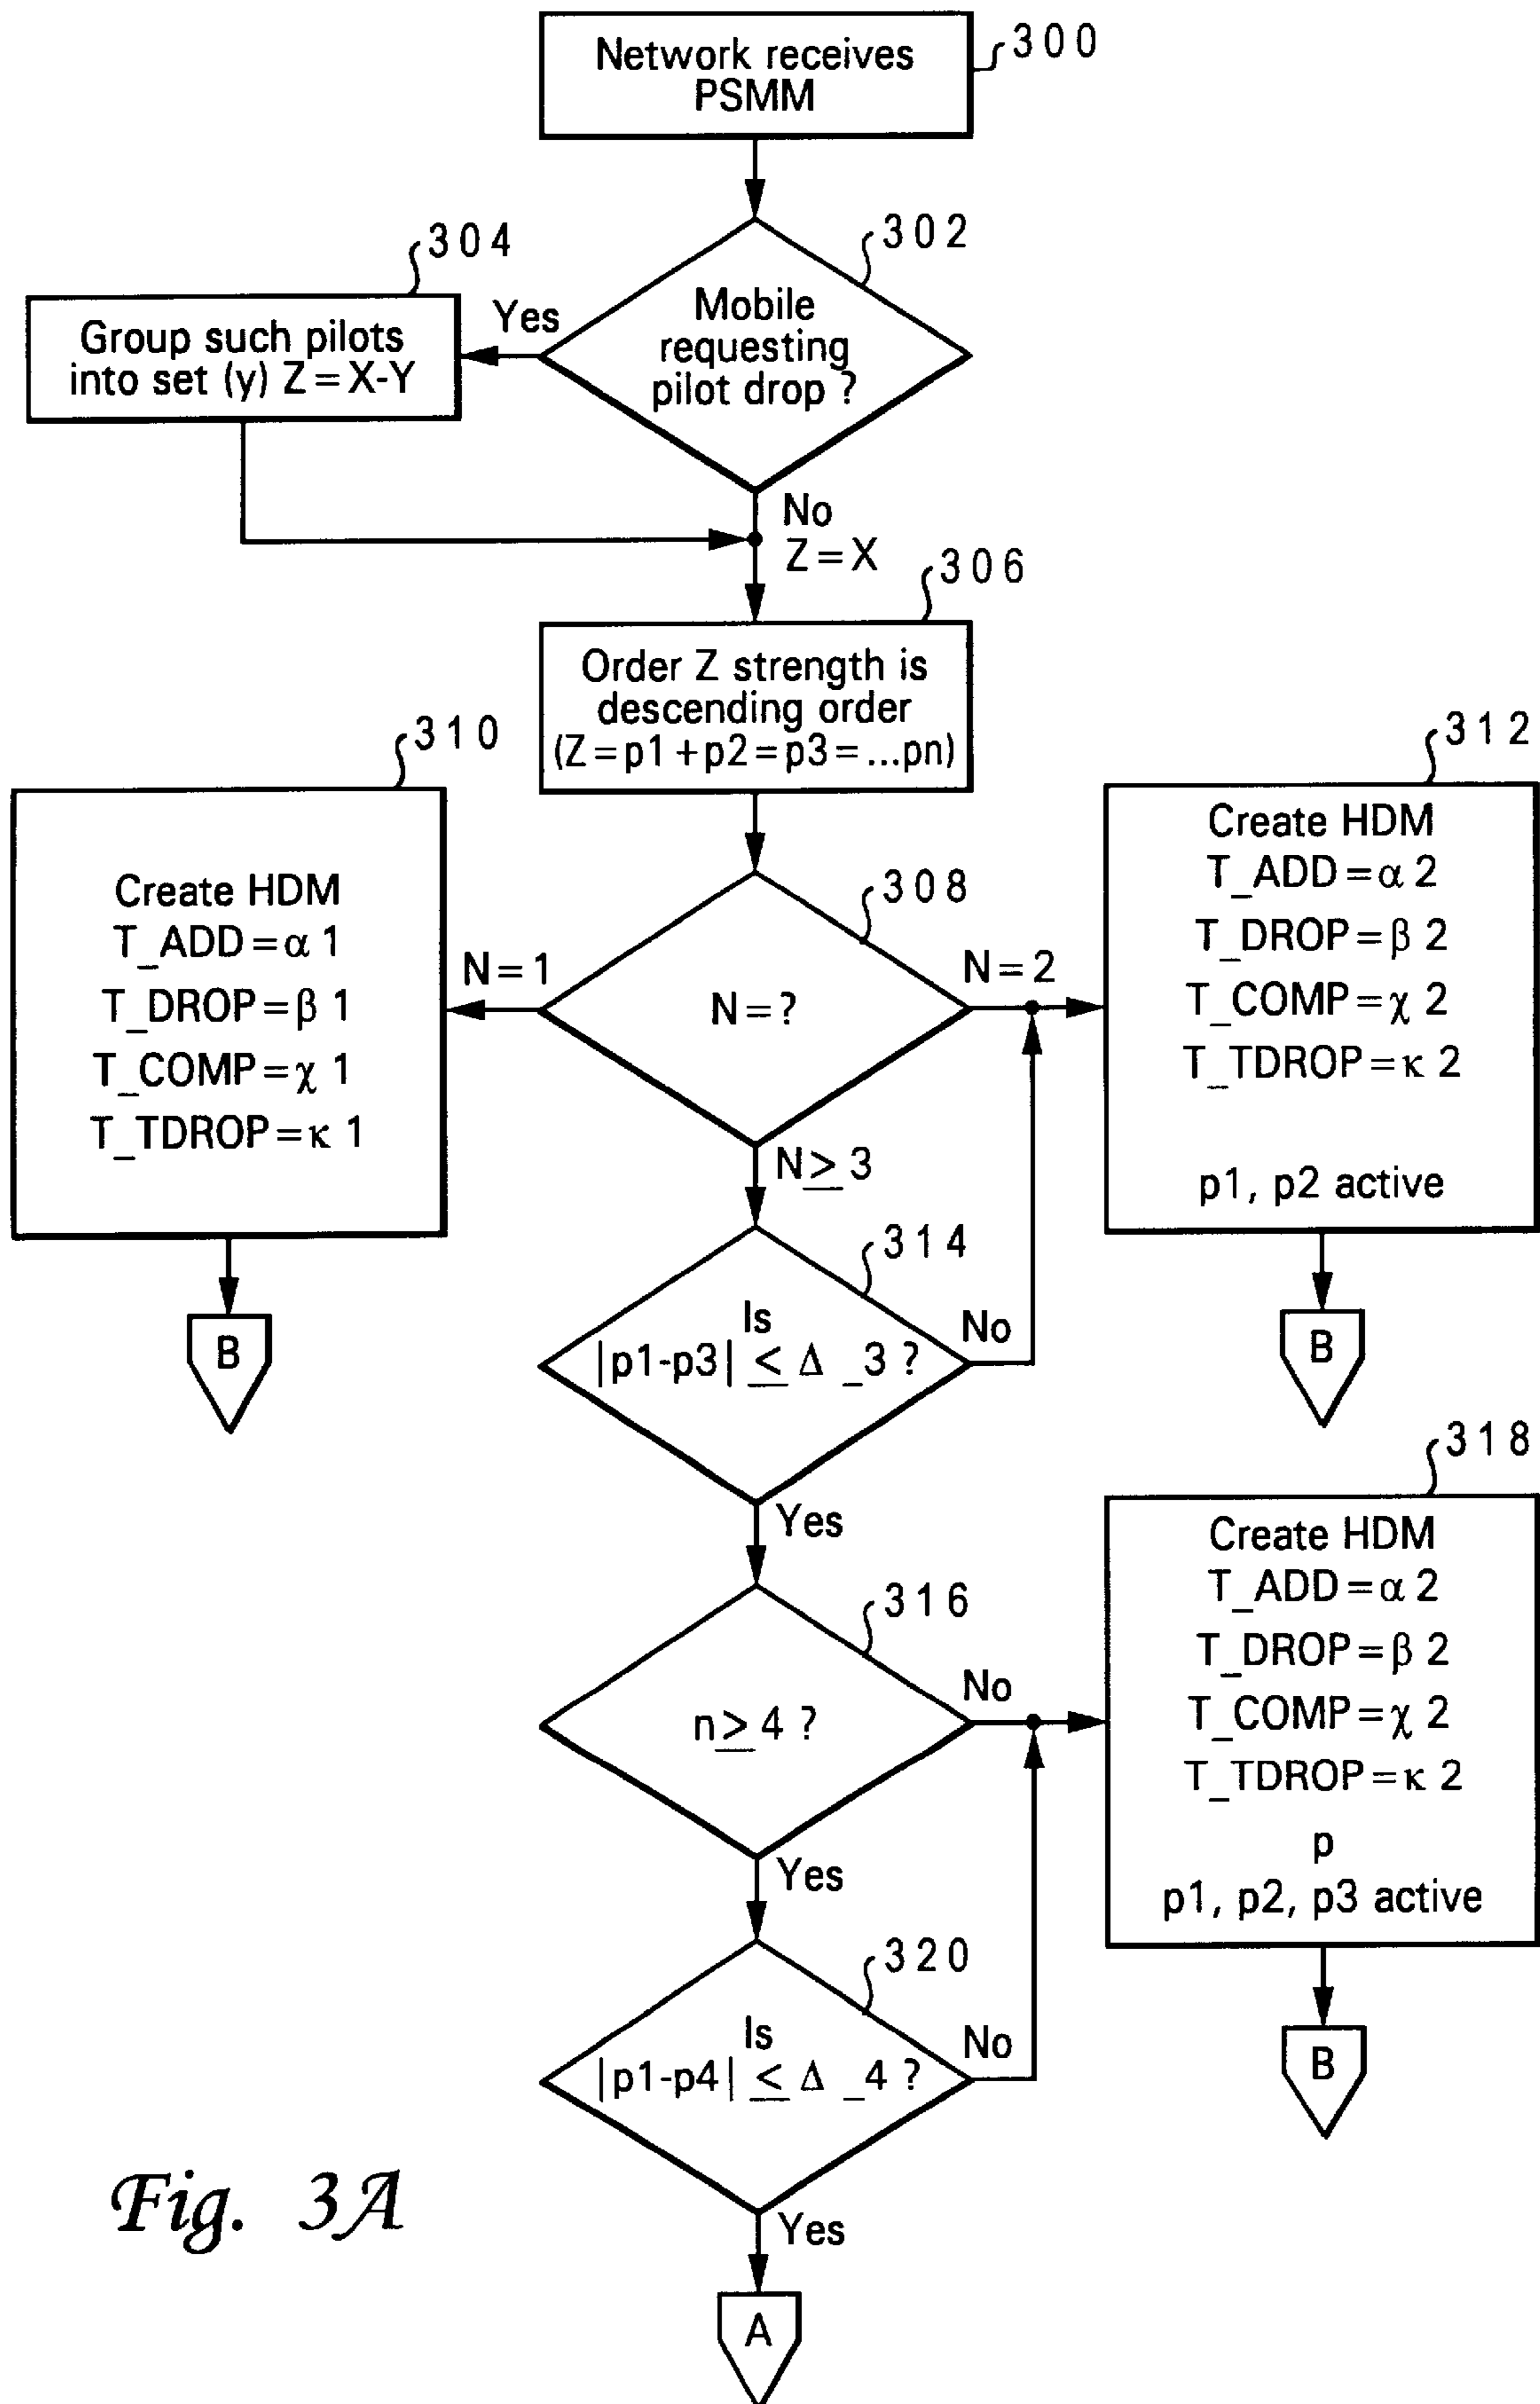 Network receives
PSMM
300
302
304
Mobile
requesting
pilot drop ?
Yes
Group such pilots
into set (y) Z=X-Y
No
Z=X
306
Order Z strength is
descending order
(Z=p1+p2=p3=...pn)
310
312
Create HDM
T_ADD=α 1
T_DROP=β 1
T_COMP=χ 1
T_TDROP=κ 1
308
N=1
N=?
N=2
Create HDM
T_ADD=α 2
T_DROP=β 2
T_COMP=χ 2
T_TDROP=κ 2
p1, p2 active
N≥3
314
Is
|p1-p3| ≤ Δ _3 ?
No
B
B
Yes
316
318
n≥4 ?
No
Create HDM
T_ADD=α 2
T_DROP=β 2
T_COMP=χ 2
T_TDROP=κ 2
p
p1, p2, p3 active
Yes
320
Is
|p1-p4| ≤ Δ _4 ?
No
B
Yes
A
Fig. 3A